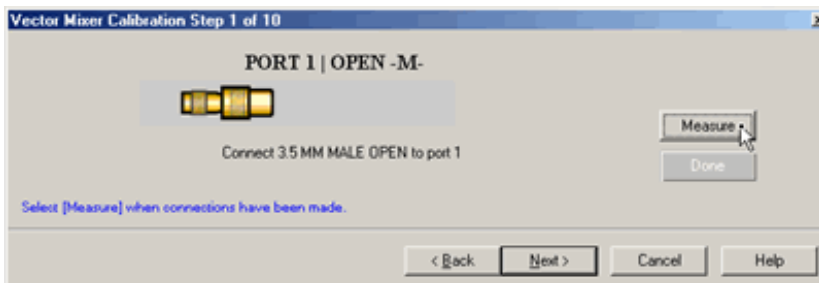 Vector Mixer Calibration Step 1 of 10
PORT 1 | OPEN -M-
Measure
Connect 3.5 MM MALE OPEN to port 1
Done
Select [Measure] when connections have been made.
< Back
Next >
Cancel
Help